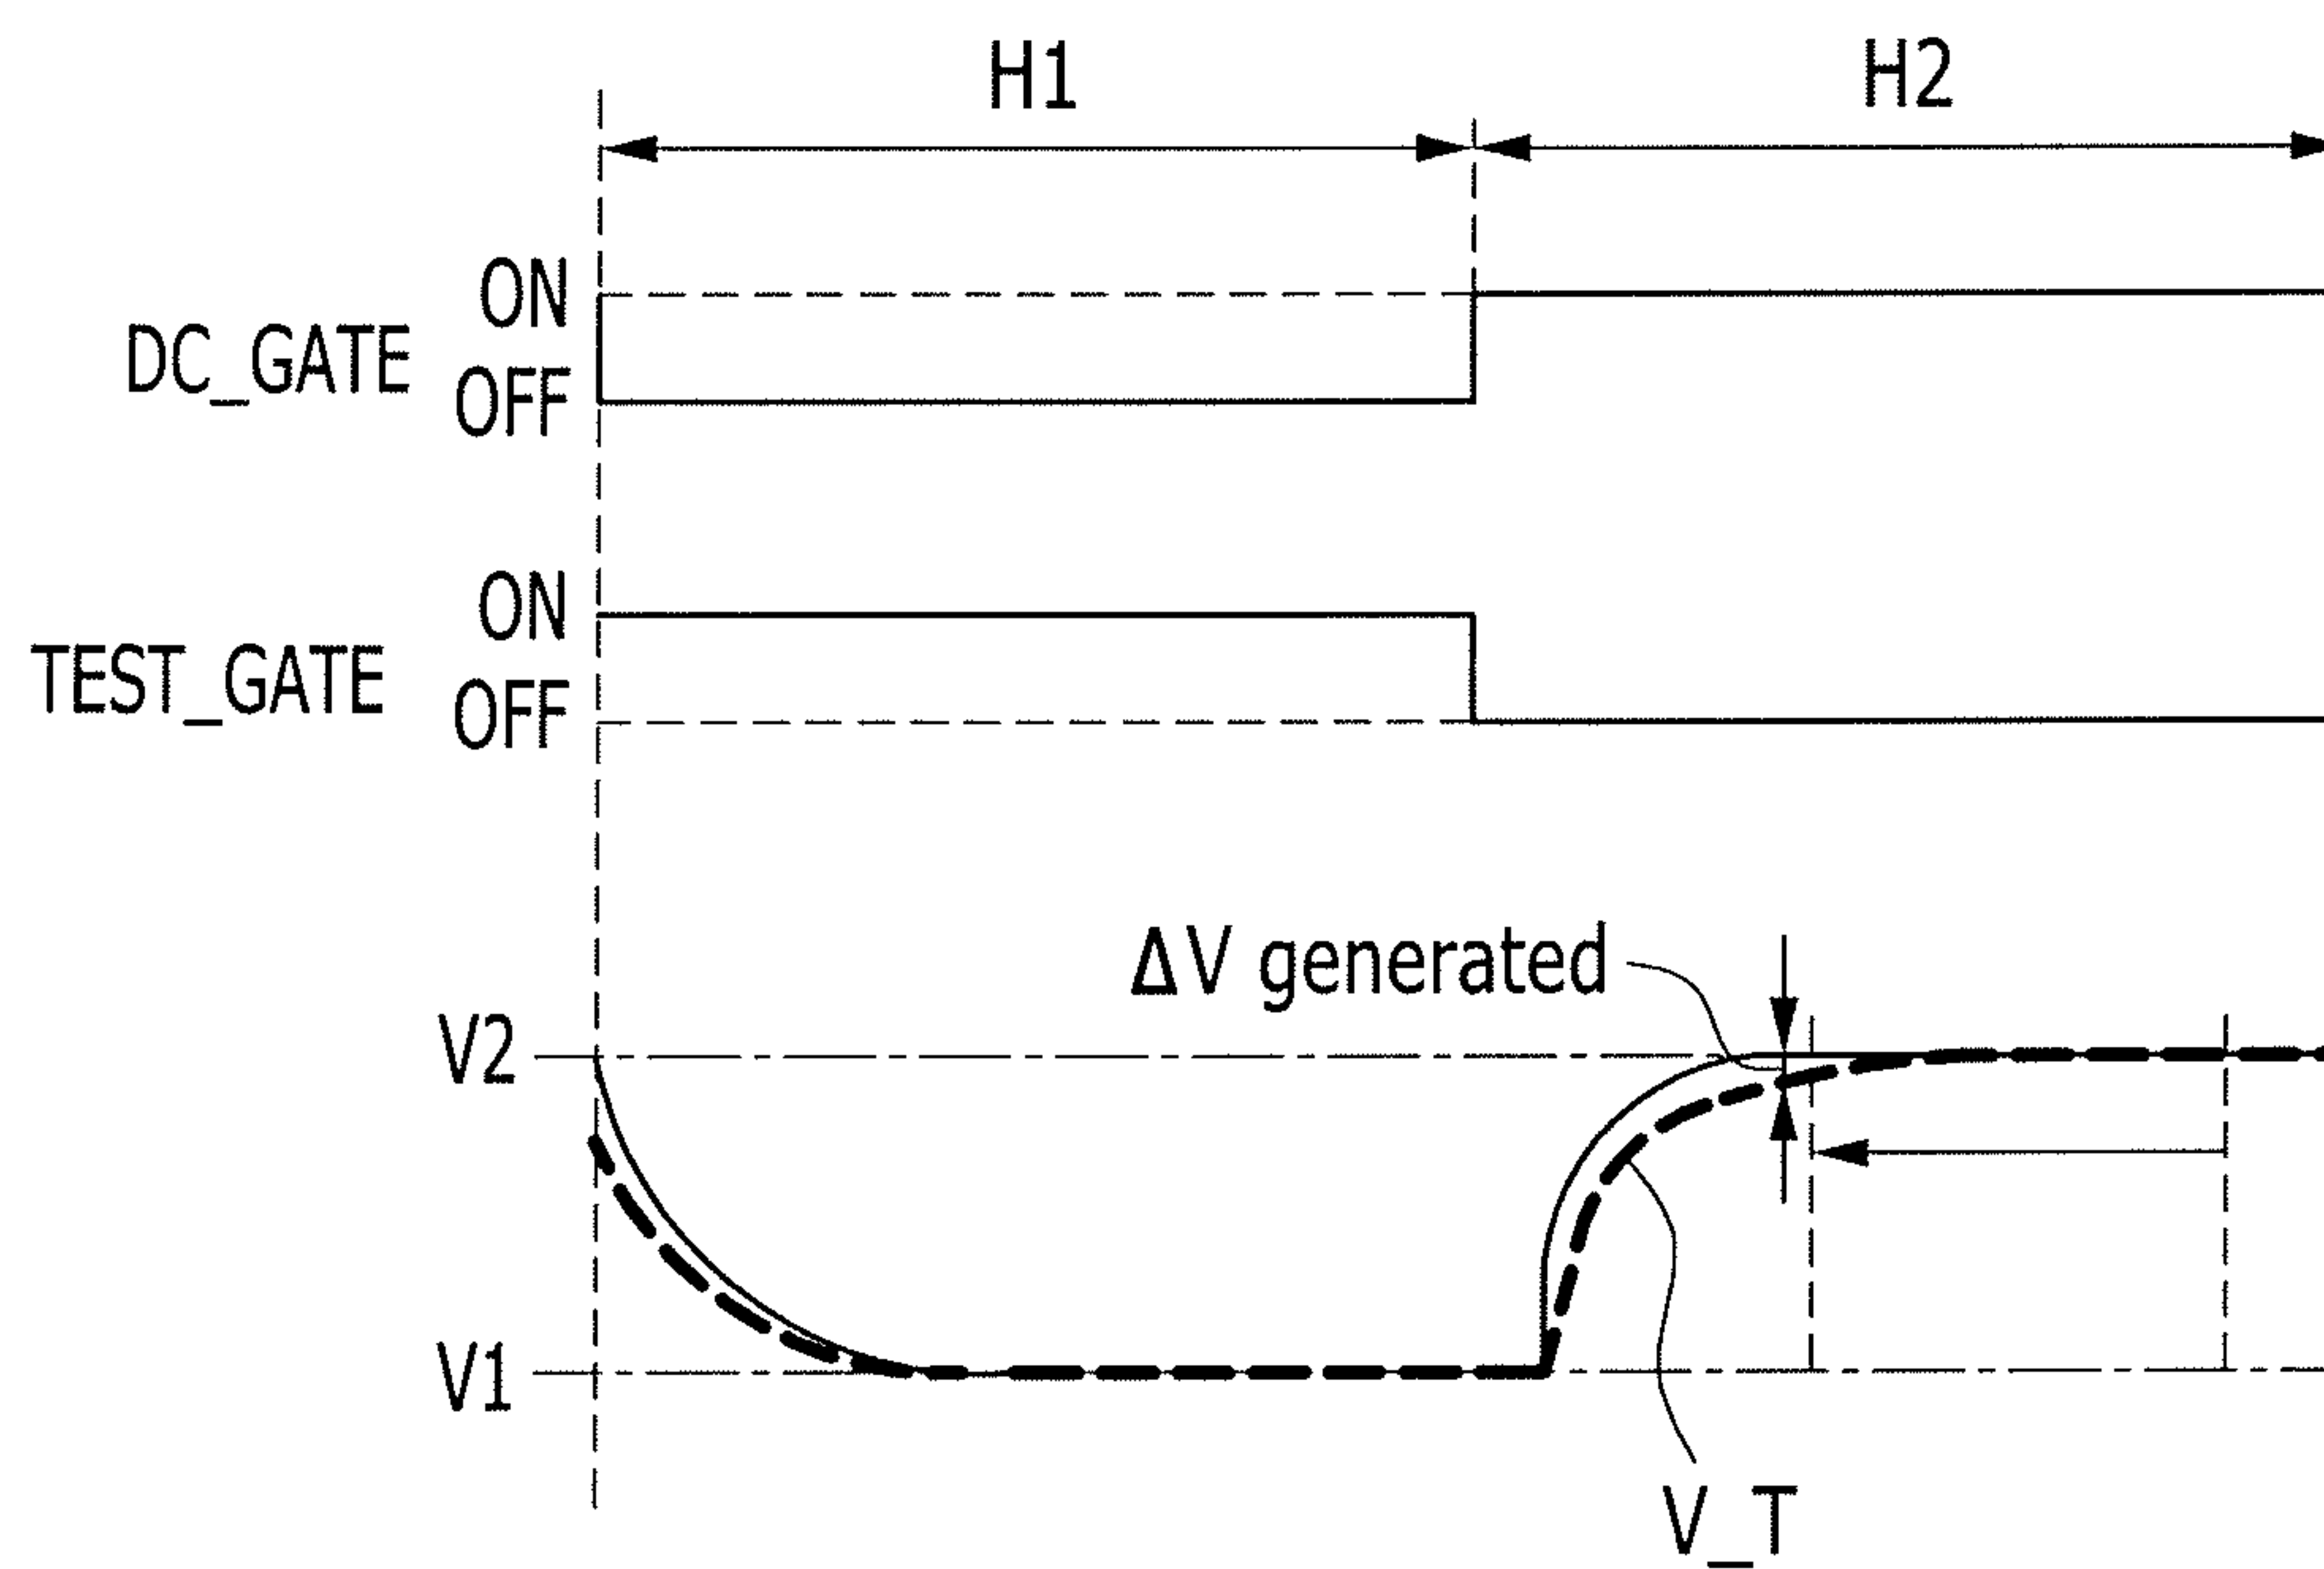 H1
H2
ON
DC_GATE
OFF
ON
TEST_GATE
OFF
ΔV generated
V2
V1
V_T